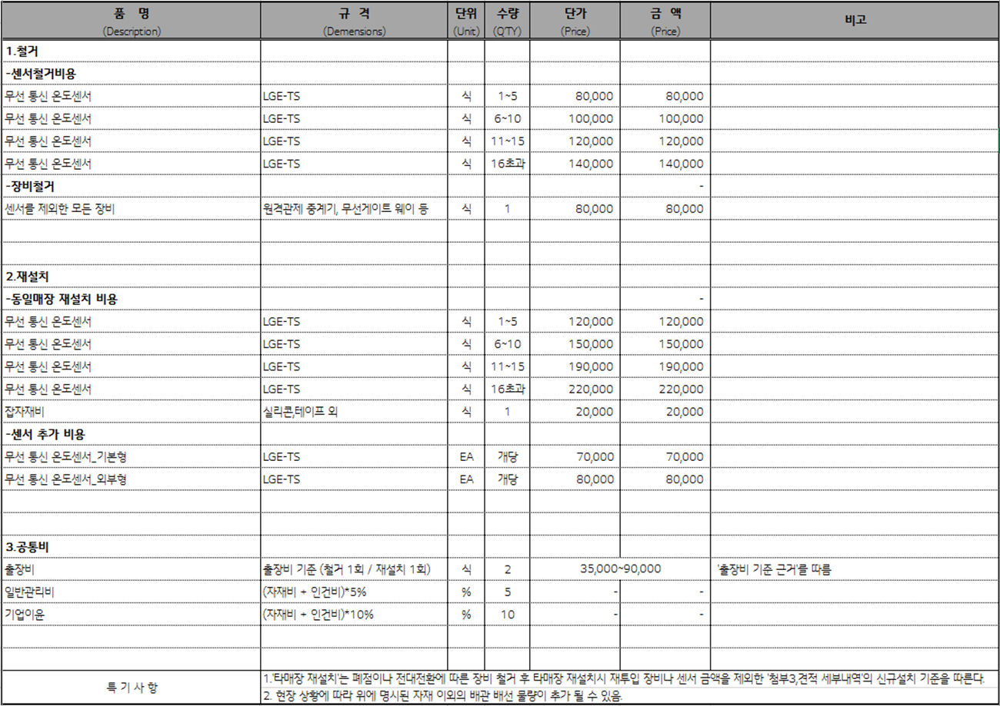 품 명 규 격 단위 수량 단가 금 액 비고
(Description) (Demensions) (Unit) (Q'TY) (Price) (Price)
1.철거
-센서철거비용
무선 통신 온도센서 LGE-TS 식 1~5 80,000 80,000
무선 통신 온도센서 LGE-TS 식 6~10 100,000 100,000
무선 통신 온도센서 LGE-TS 식 11~15 120,000 120,000
무선 통신 온도센서 LGE-TS 식 16초과 140,000 140,000
-장비철거 -
센서를 제외한 모든 장비 원격관제 중계기, 무선게이트 웨이 등 식 1 80,000 80,000
2.재설치
-동일매장 재설치 비용 -
무선 통신 온도센서 LGE-TS 식 1~5 120,000 120,000
무선 통신 온도센서 LGE-TS 식 6~10 150,000 150,000
무선 통신 온도센서 LGE-TS 식 11~15 190,000 190,000
무선 통신 온도센서 LGE-TS 식 16초과 220,000 220,000
잡자재비 실리콘,테이프 외 식 1 20,000 20,000
-센서 추가 비용
무선 통신 온도센서_기본형 LGE-TS EA 개당 70,000 70,000
무선 통신 온도센서_외부형 LGE-TS EA 개당 80,000 80,000
3.공통비
출장비 출장비 기준 (철거 1회 / 재설치 1회) 식 2 35,000~90,000 '출장비 기준 근거'를 따름
일반관리비 (자재비 + 인건비)*5% % 5 - -
기업이윤 (자재비 + 인건비)*10% % 10 - -
특 기 사 항
1.'타매장 재설치'는 폐점이나 전대전환에 따른 장비 철거 후 타매장 재설치시 재투입 장비나 센서 금액을 제외한 '첨부3,견적 세부내역'의 신규설치 기준을 따른다.
2. 현장 상황에 따라 위에 명시된 자재 이외의 배관 배선 물량이 추가 될 수 있음.